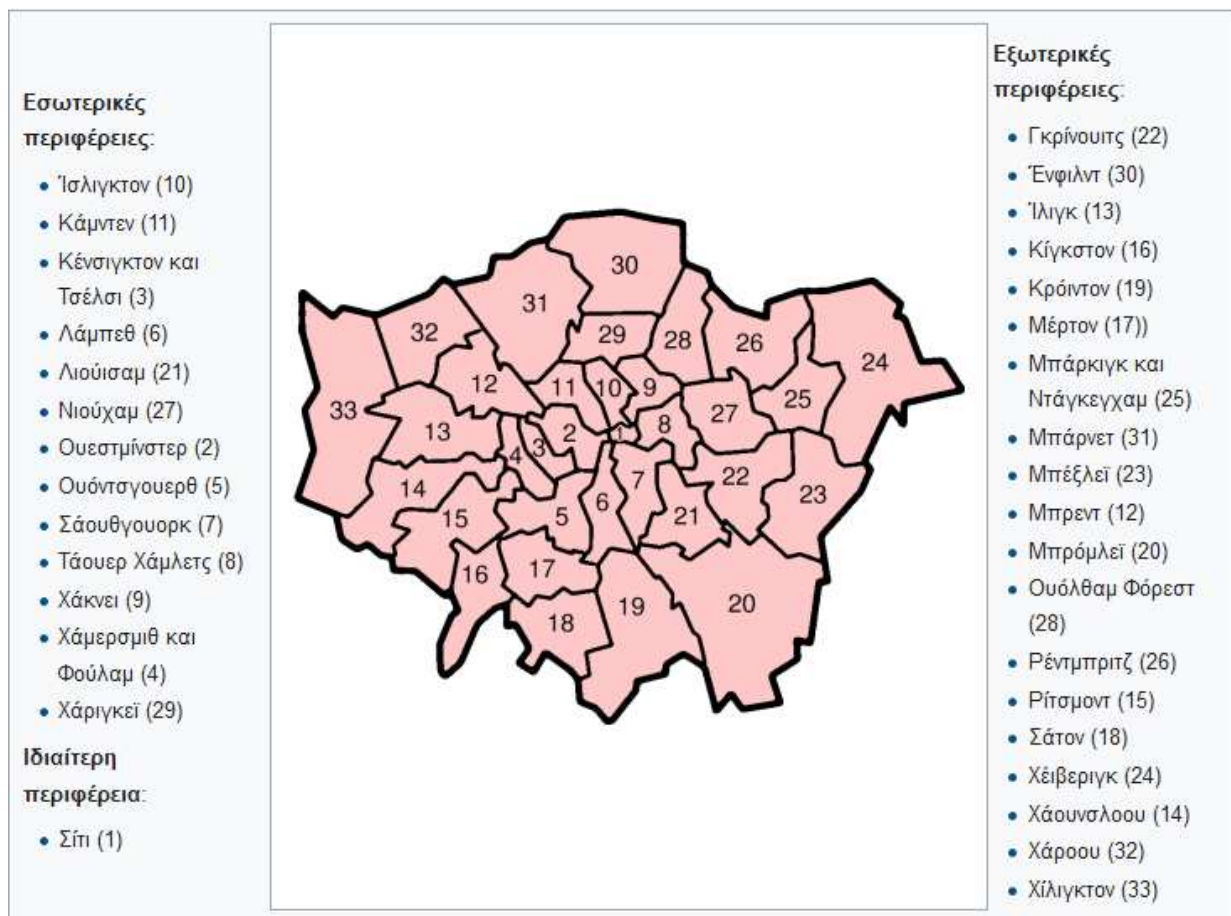 Εσωτερικές
περιφέρειες:
Ίσλιγκτον (10)
Κάμντεν (11)
Κένσιγκτον και
Τσέλσι (3)
Λάμπεθ (6)
Λιούισαμ (21)
Νιούχαμ (27)
Ουεστμίνστερ (2)
Ουόντσγουερθ (5)
Σάουθγουορκ (7)
Τάουερ Χάμλετς (8)
Χάκνει (9)
Χάμερσμιθ και
Φούλαμ (4)
Χάριγκεϊ (29)
Ιδιαίτερη
περιφέρεια:
Σίτι (1)
30
31
29
28
26
24
32
12
11
10
9
25
33
27
13
4
3
2
1
8
14
7
22
23
15
5
6
21
16
17
18
19
20
Εξωτερικές
περιφέρειες:
Γκρίνουιτς (22)
Ένφιλντ (30)
Ίλιγκ (13)
Κίγκστον (16)
Κρόιντον (19)
Μέρτον (17))
Μπάρκιγκ και
Ντάγκεγχαμ (25)
Μπάρνετ (31)
Μπέξλεϊ (23)
Μπρεντ (12)
Μπρόμλεϊ (20)
Ουόλθαμ Φόρεστ
(28)
Ρέντμπριτζ (26)
Ρίτσμοντ (15)
Σάτον (18)
Χέιβεριγκ (24)
Χάουνσλοου (14)
Χάροου (32)
Χίλιγκτον (33)